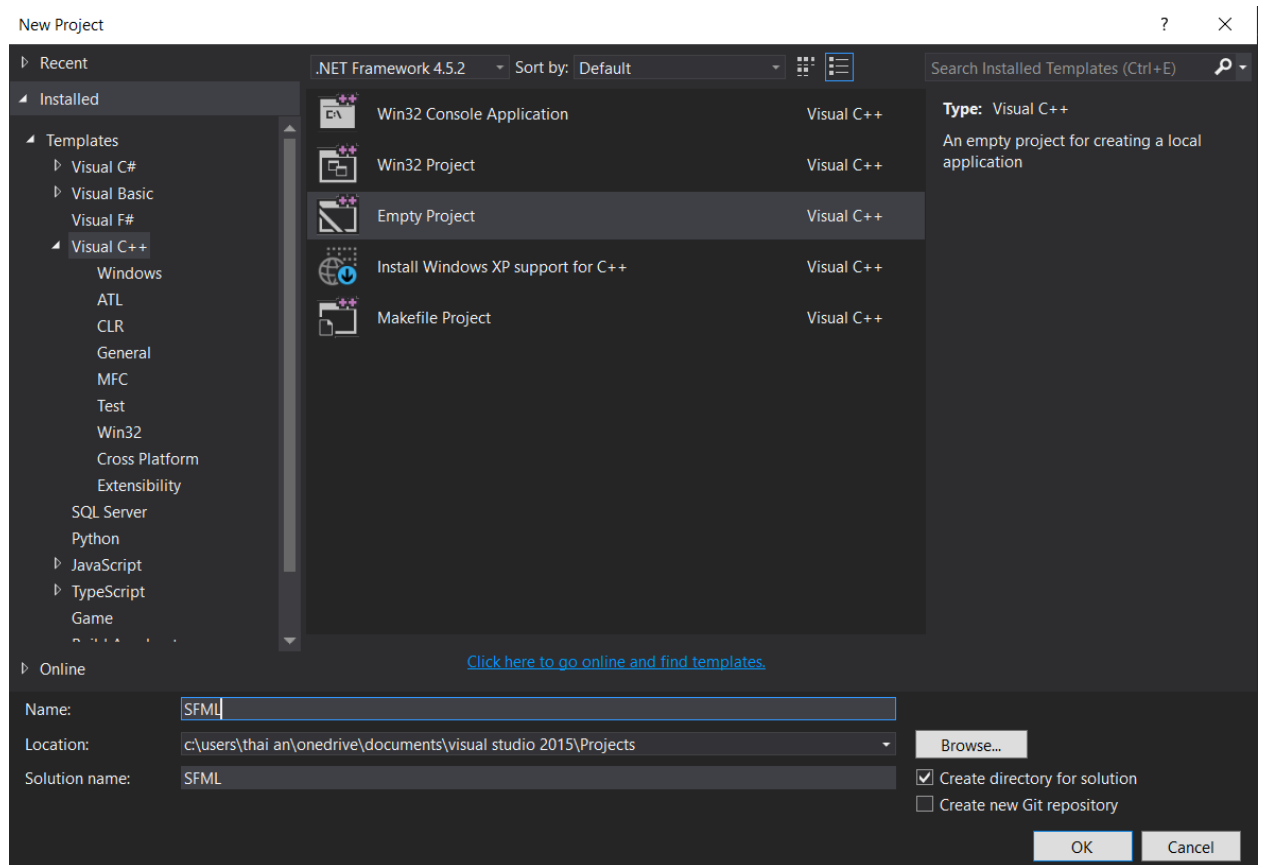 New Project
?
Recent
.NET Framework 4.5.2
Sort by: Default
Search Installed Templates (Ctrl+E)
Installed
Templates
Visual C#
Visual Basic
Visual F#
Visual C++
Windows
ATL
CLR
General
MFC
Test
Win32
Cross Platform
Extensibility
SQL Server
Python
JavaScript
TypeScript
Game
Online
Win32 Console Application Visual C++
Win32 Project Visual C++
Empty Project Visual C++
Install Windows XP support for C++ Visual C++
Makefile Project Visual C++
Click here to go online and find templates.
Type: Visual C++
An empty project for creating a local
application
Name: SFML
Location: c:\users\thai an\onedrive\documents\visual studio 2015\Projects
Browse...
Solution name: SFML
Create directory for solution
Create new Git repository
OK
Cancel